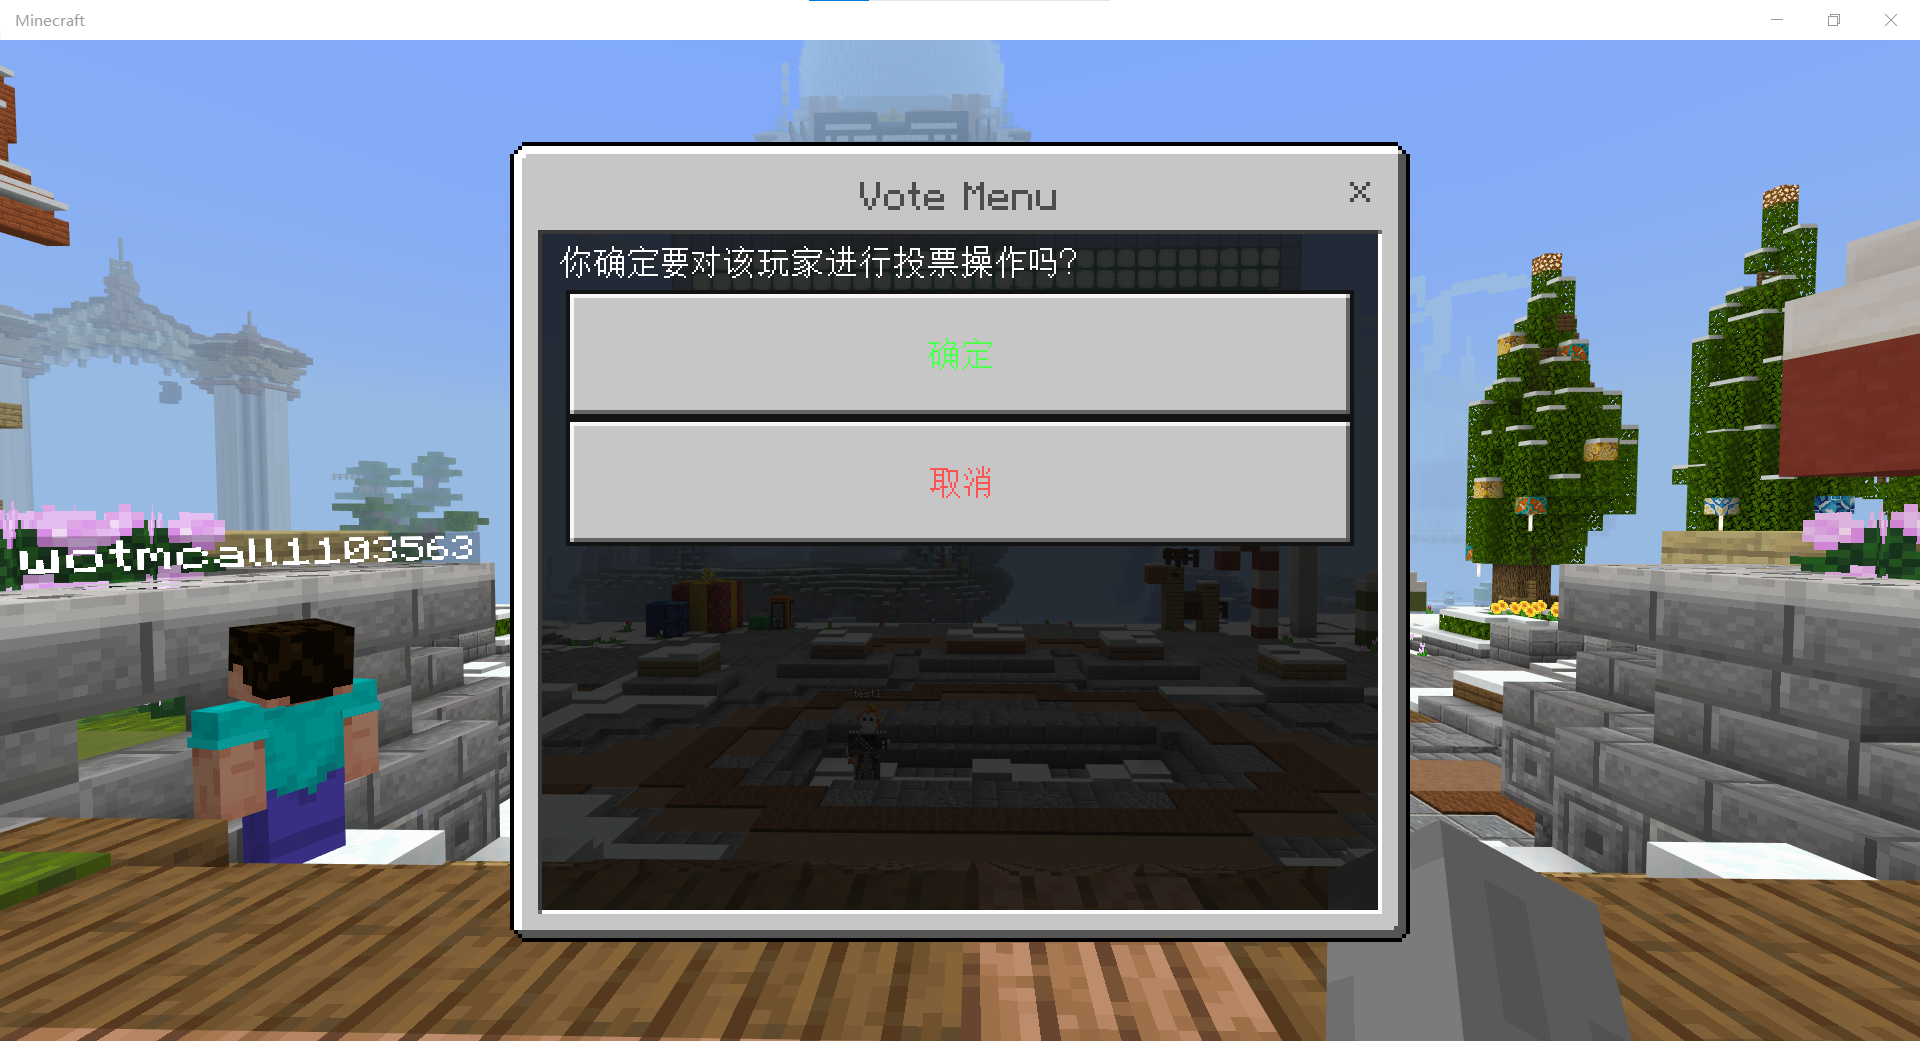 Minecraft
Vote Menu
你确定要对该玩家进行投票操作吗?
确定
取消
wotmcall1103563
test1